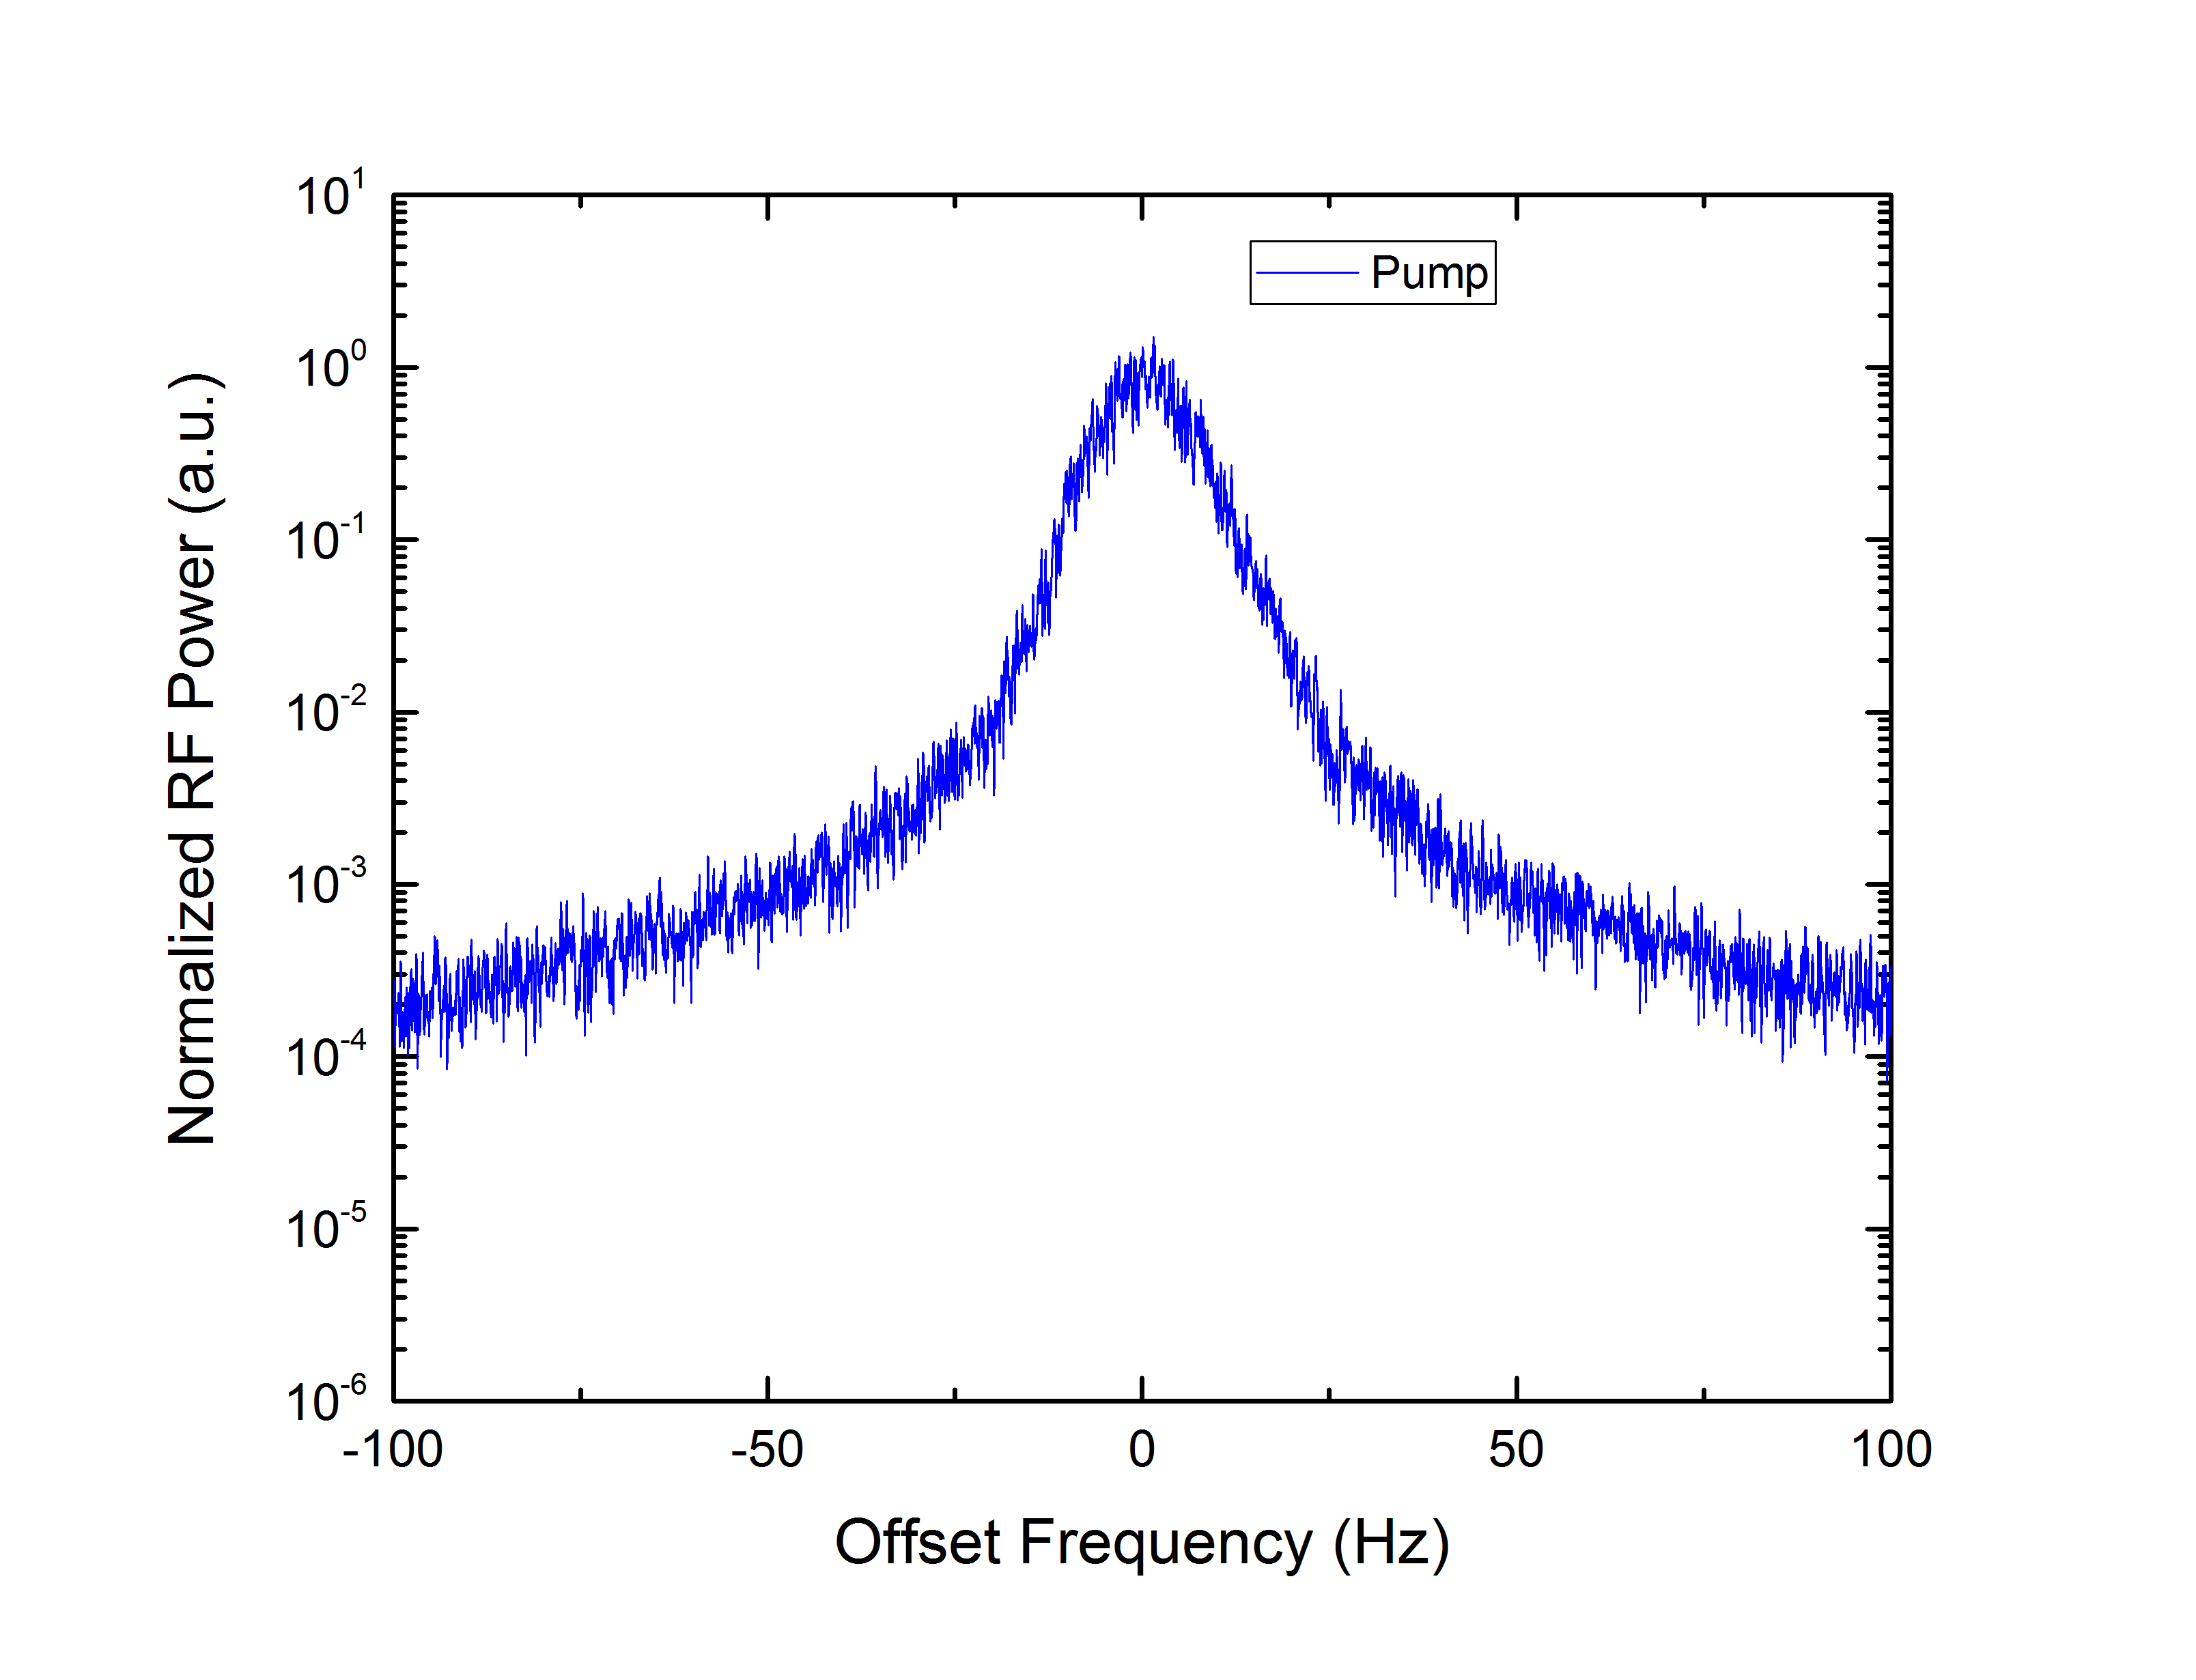 10¹
Pump
10⁰
10⁻¹
10⁻²
10⁻³
10⁻⁴
10⁻⁵
10⁻⁶
Normalized RF Power (a.u.)
-100 -50 0 50 100
Offset Frequency (Hz)